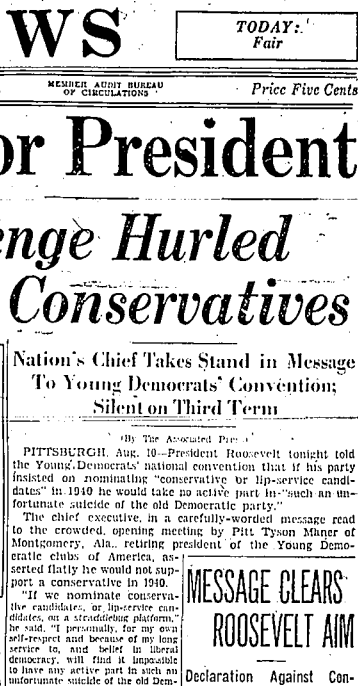 WS
TODAY:
Fair
MEMBER AUDIT BUREAU
OF CIRCULATIONS
Price Five Cents
or President
enge Hurled
Conservatives
Nation's Chief Takes Stand in Message
To Young Democrats' Convention;
Silent on Third Term
(By The Associated Press)
PITTSBURGH, Aug. 10—President Roosevelt tonight told
the Young Democrats' national convention that if his party
insisted on nominating "conservative or lip-service candi-
dates" in 1940 he would take no active part in "such an un-
fortunate suicide of the old Democratic party."
The chief executive, in a carefully-worded message read
to the crowded, opening meeting by Pitt Tyson Maner of
Montgomery, Ala., retiring president of the Young Demo-
cratic clubs of America, as-
serted flatly he would not sup-
port a conservative in 1940.
"If we nominate conserva-
tive candidates, or lip-service can-
didates, on a straddlebug platform,"
he said, "I personally, for my own
self-respect and because of my long
service to, and belief in liberal
democracy, will find it impossible
to have any active part in such an
unfortunate suicide of the old Dem-
MESSAGE CLEARS
ROOSEVELT AIM
Declaration Against Con-